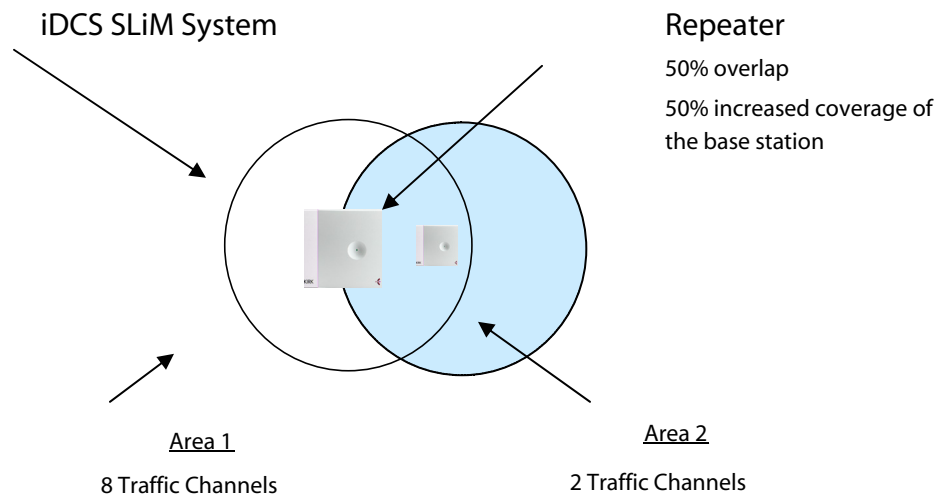 iDCS SLiM System
Repeater
50% overlap
50% increased coverage of
the base station
KIRK
Area 1
8 Traffic Channels
Area 2
2 Traffic Channels